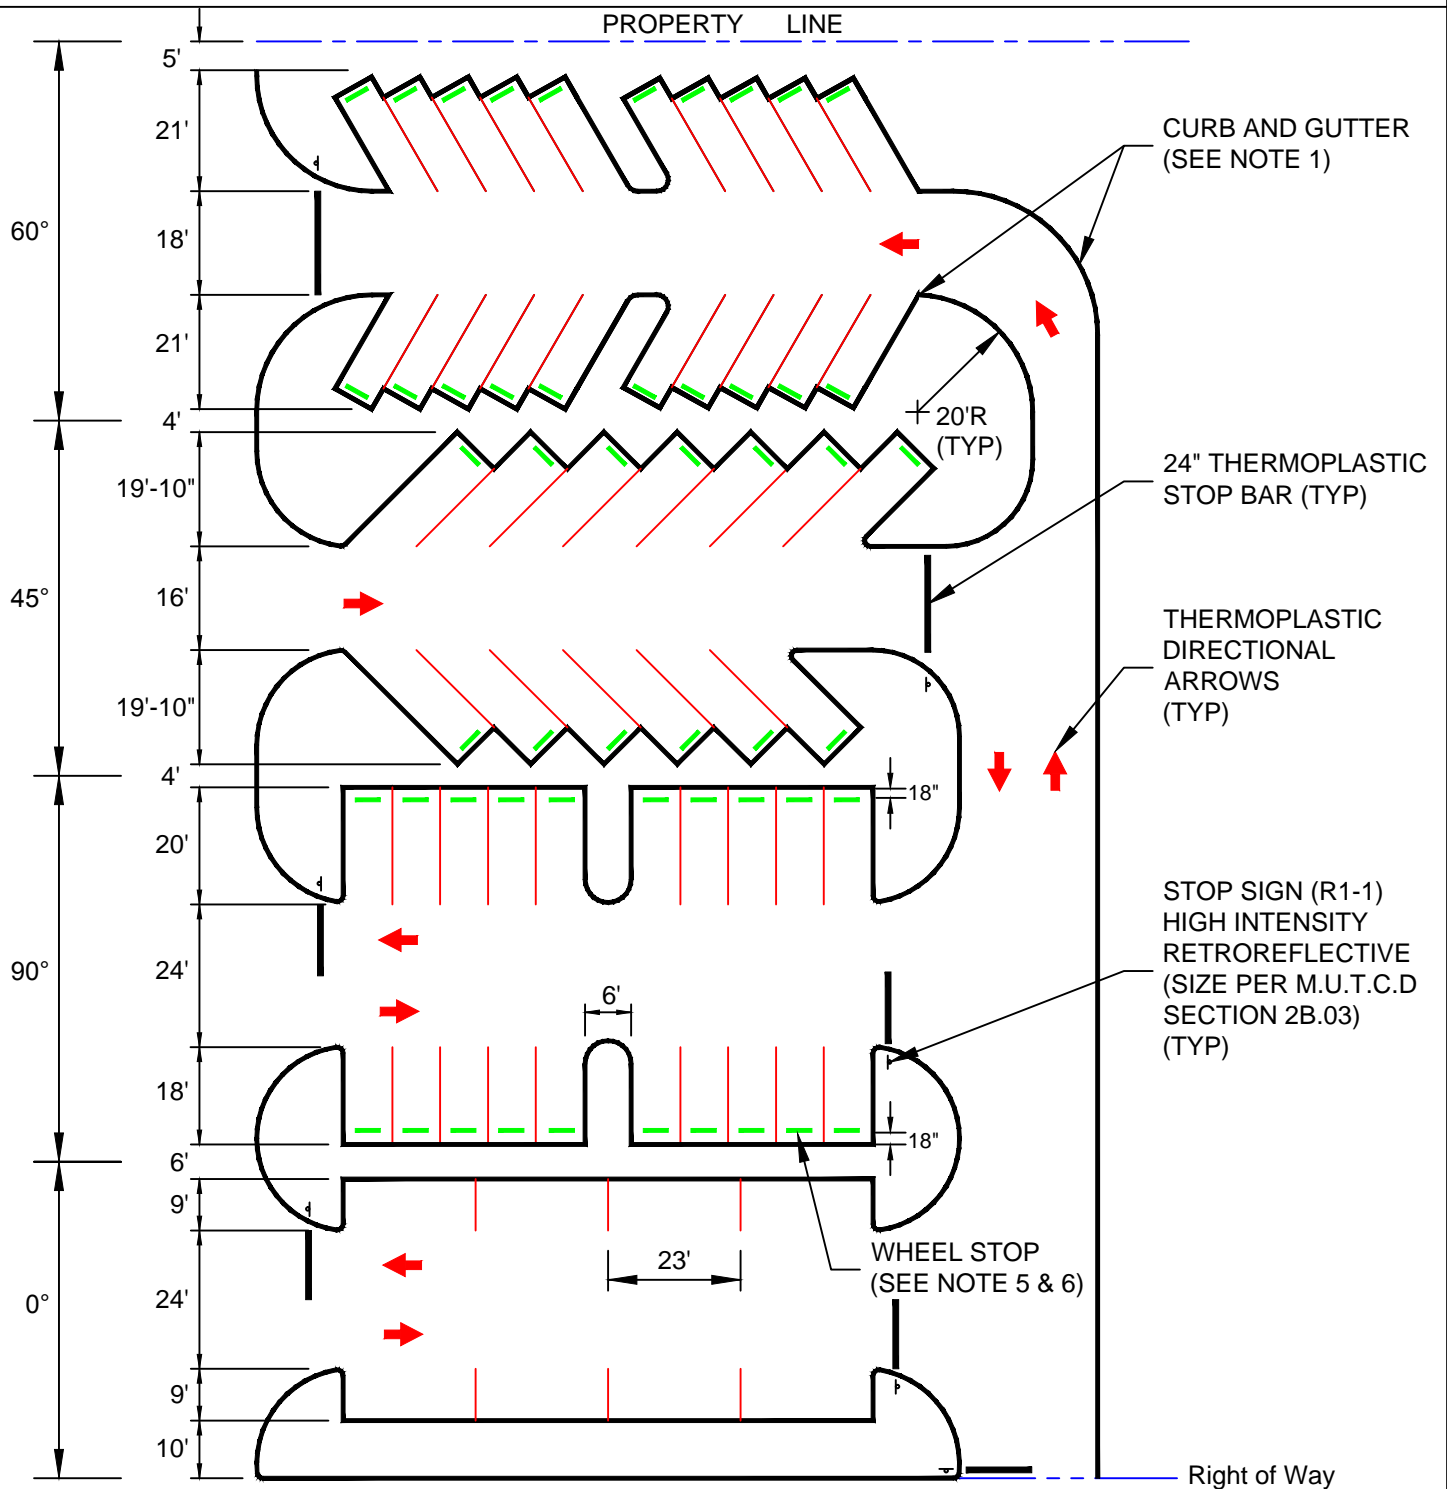 PROPERTY LINE
5'
21'
CURB AND GUTTER
(SEE NOTE 1)
60°
18'
21'
4'
20'R
(TYP)
24" THERMOPLASTIC
STOP BAR (TYP)
19'-10"
45°
16'
THERMOPLASTIC
DIRECTIONAL
ARROWS
(TYP)
19'-10"
4'
18"
20'
STOP SIGN (R1-1)
HIGH INTENSITY
RETROREFLECTIVE
(SIZE PER M.U.T.C.D
SECTION 2B.03)
(TYP)
90°
24'
6'
18'
18"
6'
9'
WHEEL STOP
(SEE NOTE 5 & 6)
23'
0°
24'
9'
10'
Right of Way